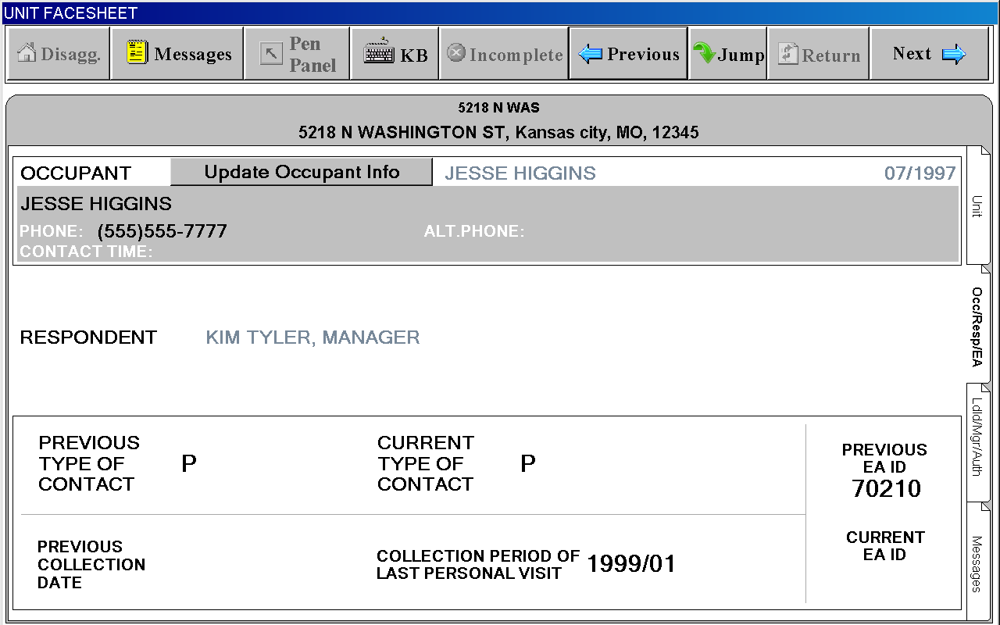 UNIT FACESHEET
Disagg. Messages Pen Panel KB Incomplete Previous Jump Return Next
5218 N WAS
5218 N WASHINGTON ST, Kansas city, MO, 12345
OCCUPANT Update Occupant Info JESSE HIGGINS 07/1997
JESSE HIGGINS
PHONE: (555)555-7777 ALT.PHONE:
CONTACT TIME:
RESPONDENT KIM TYLER, MANAGER
PREVIOUS
TYPE OF
CONTACT
P
CURRENT
TYPE OF
CONTACT
P
PREVIOUS
EA ID
70210
PREVIOUS
COLLECTION
DATE
COLLECTION PERIOD OF
LAST PERSONAL VISIT
1999/01
CURRENT
EA ID
Unit
Occ/Resp/EA
Ldld/Mgr/Auth
Messages